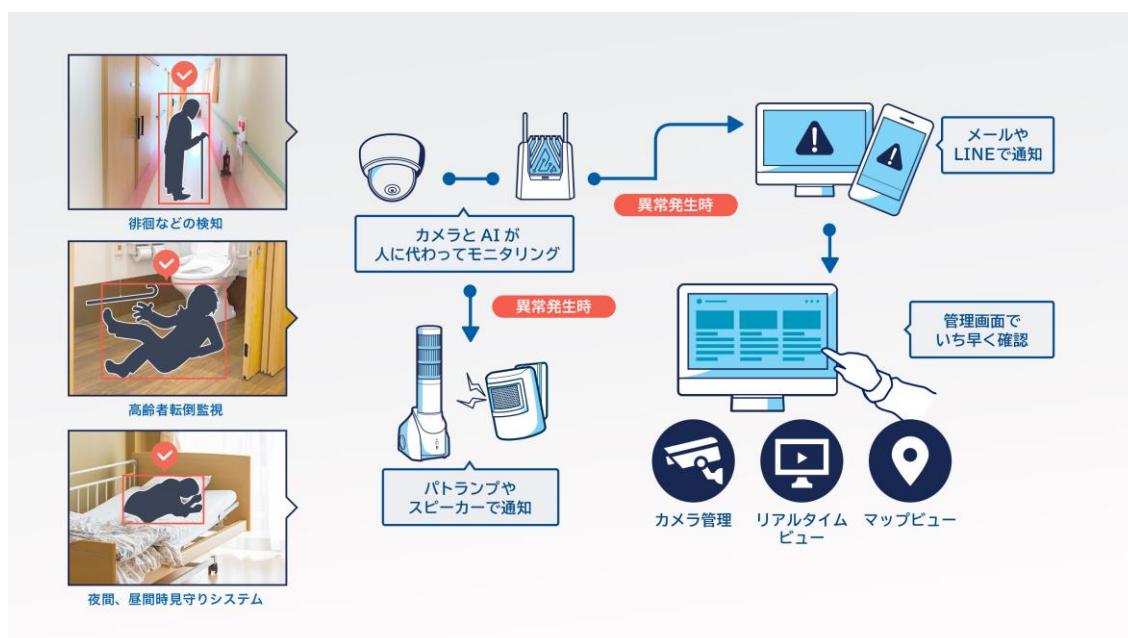 徘徊などの検知
高齢者転倒監視
夜間、昼間時見守りシステム
カメラと AI が
人に代わってモニタリング
異常発生時
パトランプや
スピーカーで通知
異常発生時
メールや
LINEで通知
管理画面で
いち早く確認
カメラ管理
リアルタイム
ビュー
マップビュー